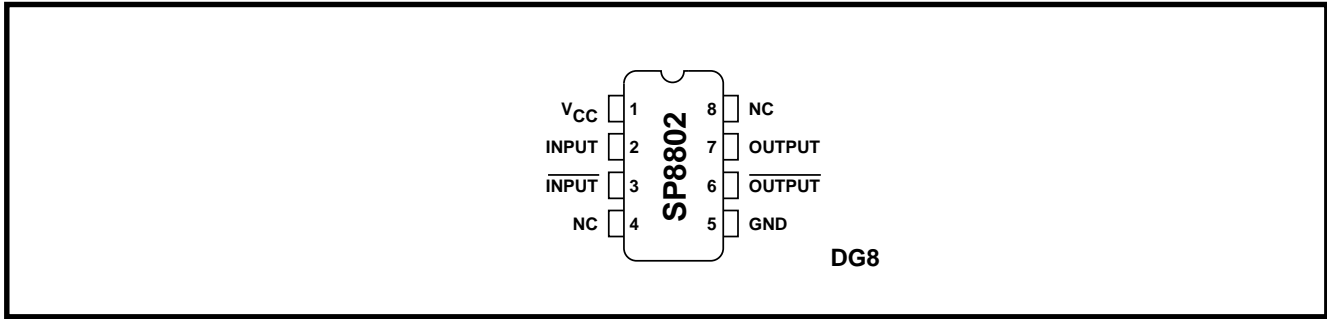 VCC 1 8 NC
INPUT 2 7 OUTPUT
INPUT 3 6 OUTPUT
NC 4 5 GND
SP8802
DG8